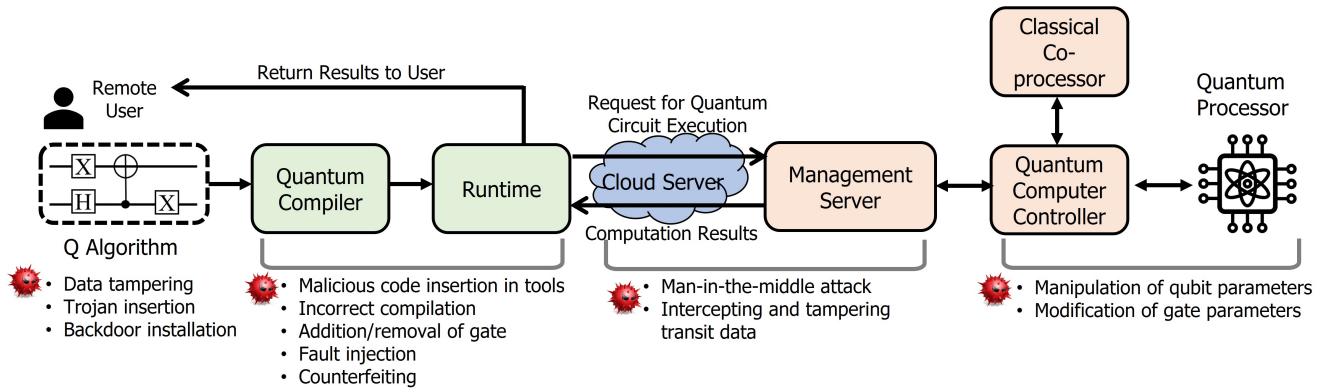 Return Results to User
Remote
User
X
H
X
Q Algorithm
Quantum
Compiler
Runtime
Request for Quantum
Circuit Execution
Cloud Server
Computation Results
Management
Server
Classical
Co-
processor
Quantum
Computer
Controller
Quantum
Processor
• Data tampering
• Trojan insertion
• Backdoor installation
• Malicious code insertion in tools
• Incorrect compilation
• Addition/removal of gate
• Fault injection
• Counterfeiting
• Man-in-the-middle attack
• Intercepting and tampering
transit data
• Manipulation of qubit parameters
• Modification of gate parameters